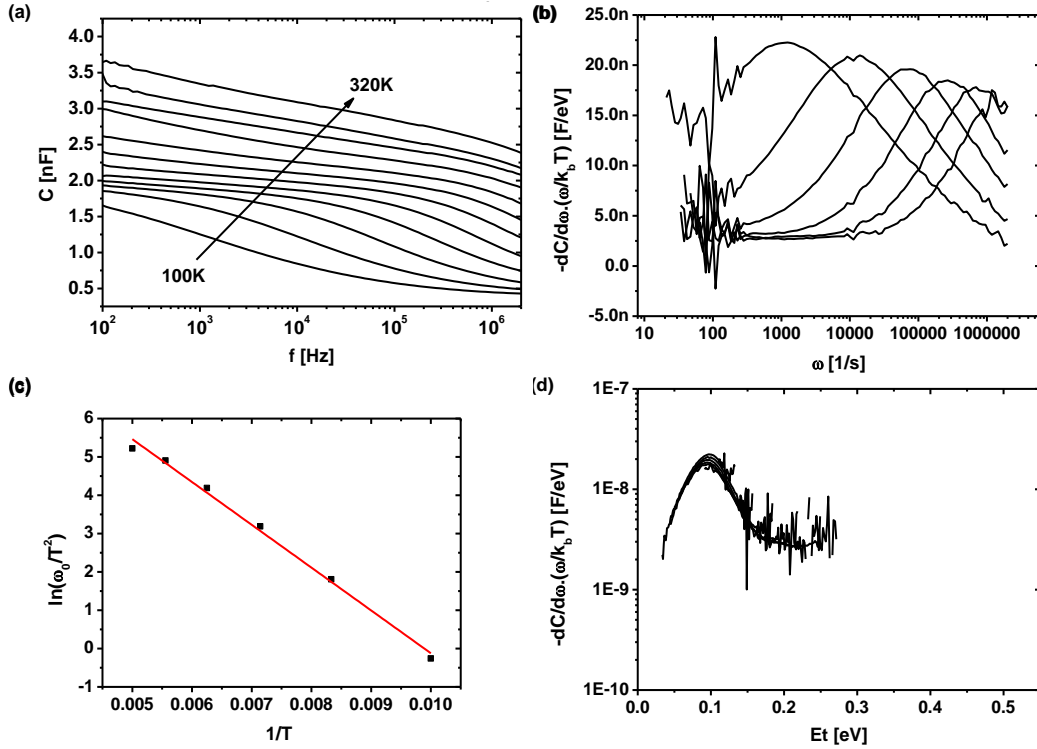 (a)
C [nF]
4.0
3.5
3.0
2.5
2.0
1.5
1.0
0.5
320K
100K
10² 10³ 10⁴ 10⁵ 10⁶
f [Hz]
(b)
-dC/dω.(ω/k_bT) [F/eV]
25.0n
20.0n
15.0n
10.0n
5.0n
0.0
-5.0n
10 100 1000 10000 100000 1000000
ω [1/s]
(c)
ln(ω₀/T²)
6
5
4
3
2
1
0
-1
0.005 0.006 0.007 0.008 0.009 0.010
1/T
(d)
-dC/dω.(ω/k_bT) [F/eV]
1E-7
1E-8
1E-9
1E-10
0.0 0.1 0.2 0.3 0.4 0.5
Et [eV]